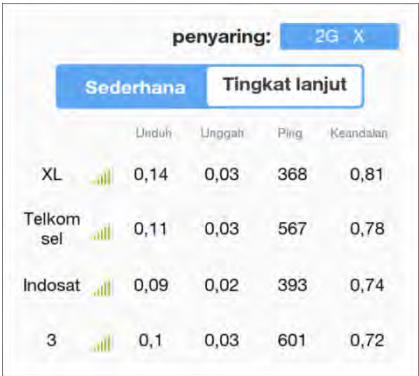 penyaring: 2G X
Sederhana Tingkat lanjut
Unduh Unggah Ping Keandalan
XL 0,14 0,03 368 0,81
Telkom
sel 0,11 0,03 567 0,78
Indosat 0,09 0,02 393 0,74
3 0,1 0,03 601 0,72